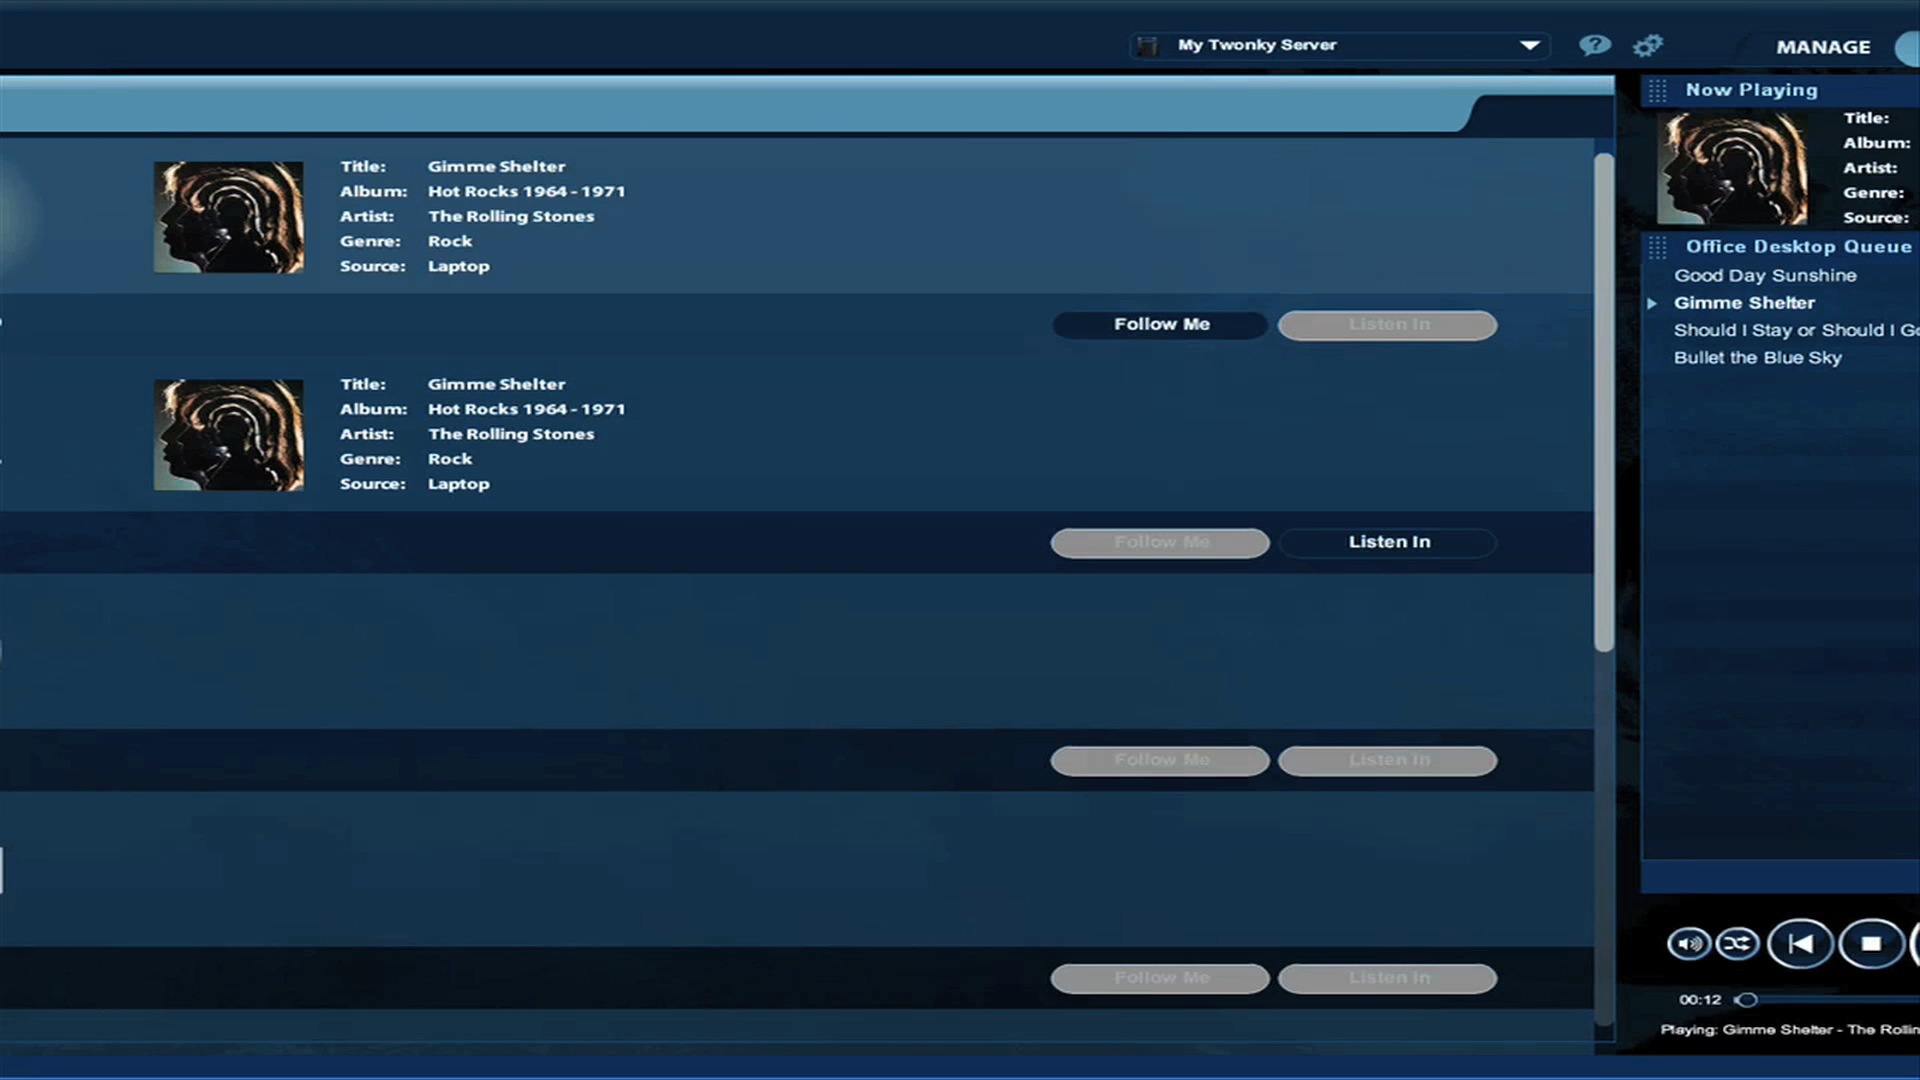 My Twonky Server
MANAGE
Title: Gimme Shelter
Album: Hot Rocks 1964 - 1971
Artist: The Rolling Stones
Genre: Rock
Source: Laptop
Follow Me
Listen In
Title: Gimme Shelter
Album: Hot Rocks 1964 - 1971
Artist: The Rolling Stones
Genre: Rock
Source: Laptop
Follow Me
Listen In
Follow Me
Listen In
Follow Me
Listen In
Now Playing
Title:
Album:
Artist:
Genre:
Source:
Office Desktop Queue
Good Day Sunshine
Gimme Shelter
Should I Stay or Should I Go
Bullet the Blue Sky
00:12
Playing: Gimme Shelter - The Rollin